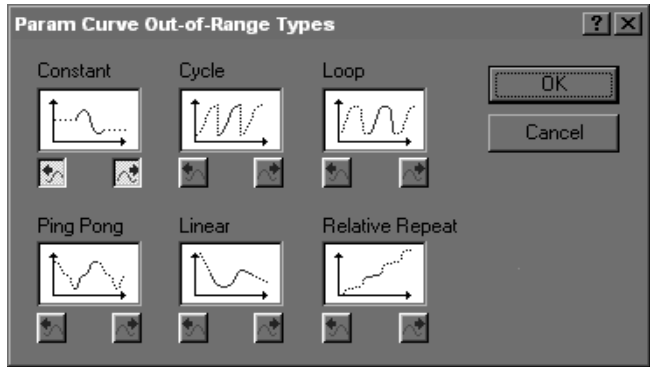 Param Curve Out-of-Range Types
Constant Cycle Loop
OK
Cancel
Ping Pong Linear Relative Repeat